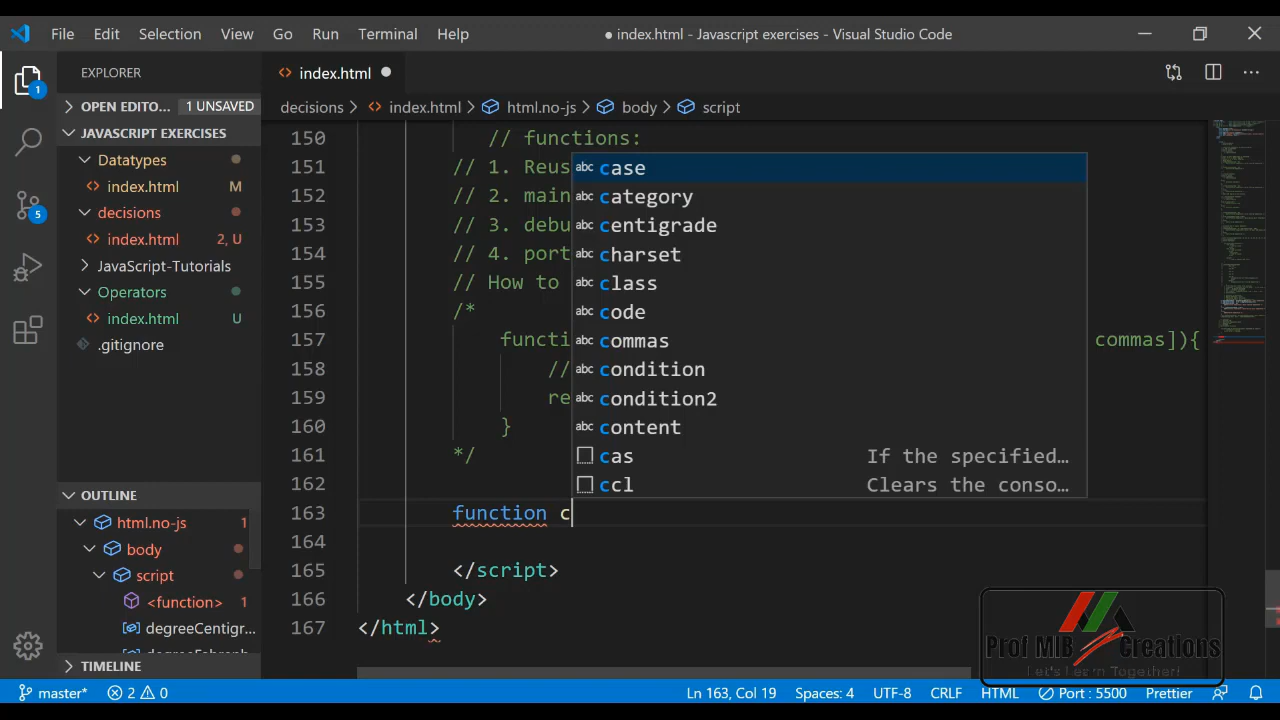 File Edit Selection View Go Run Terminal Help
● index.html - Javascript exercises - Visual Studio Code
EXPLORER
OPEN EDITO... 1 UNSAVED
JAVASCRIPT EXERCISES
Datatypes
index.html M
decisions
index.html 2, U
JavaScript-Tutorials
Operators
index.html U
.gitignore
OUTLINE
html.no-js 1
body
script
<function> 1
degreeCentigr...
TIMELINE
1
5
index.html
decisions > index.html > html.no-js > body > script
150 // functions:
151 // 1. Reus
152 // 2. main
153 // 3. debu
154 // 4. port
155 // How to
156 /*
157 functi commas]){
158 //
159 re
160 }
161 */
162
163 function c
164
165 </script>
166 </body>
167 </html>
case
category
centigrade
charset
class
code
commas
condition
condition2
content
cas If the specified…
ccl Clears the conso…
Prof MIB Creations
Let's Learn Together!
master* 2 0 Ln 163, Col 19 Spaces: 4 UTF-8 CRLF HTML Port : 5500 Prettier